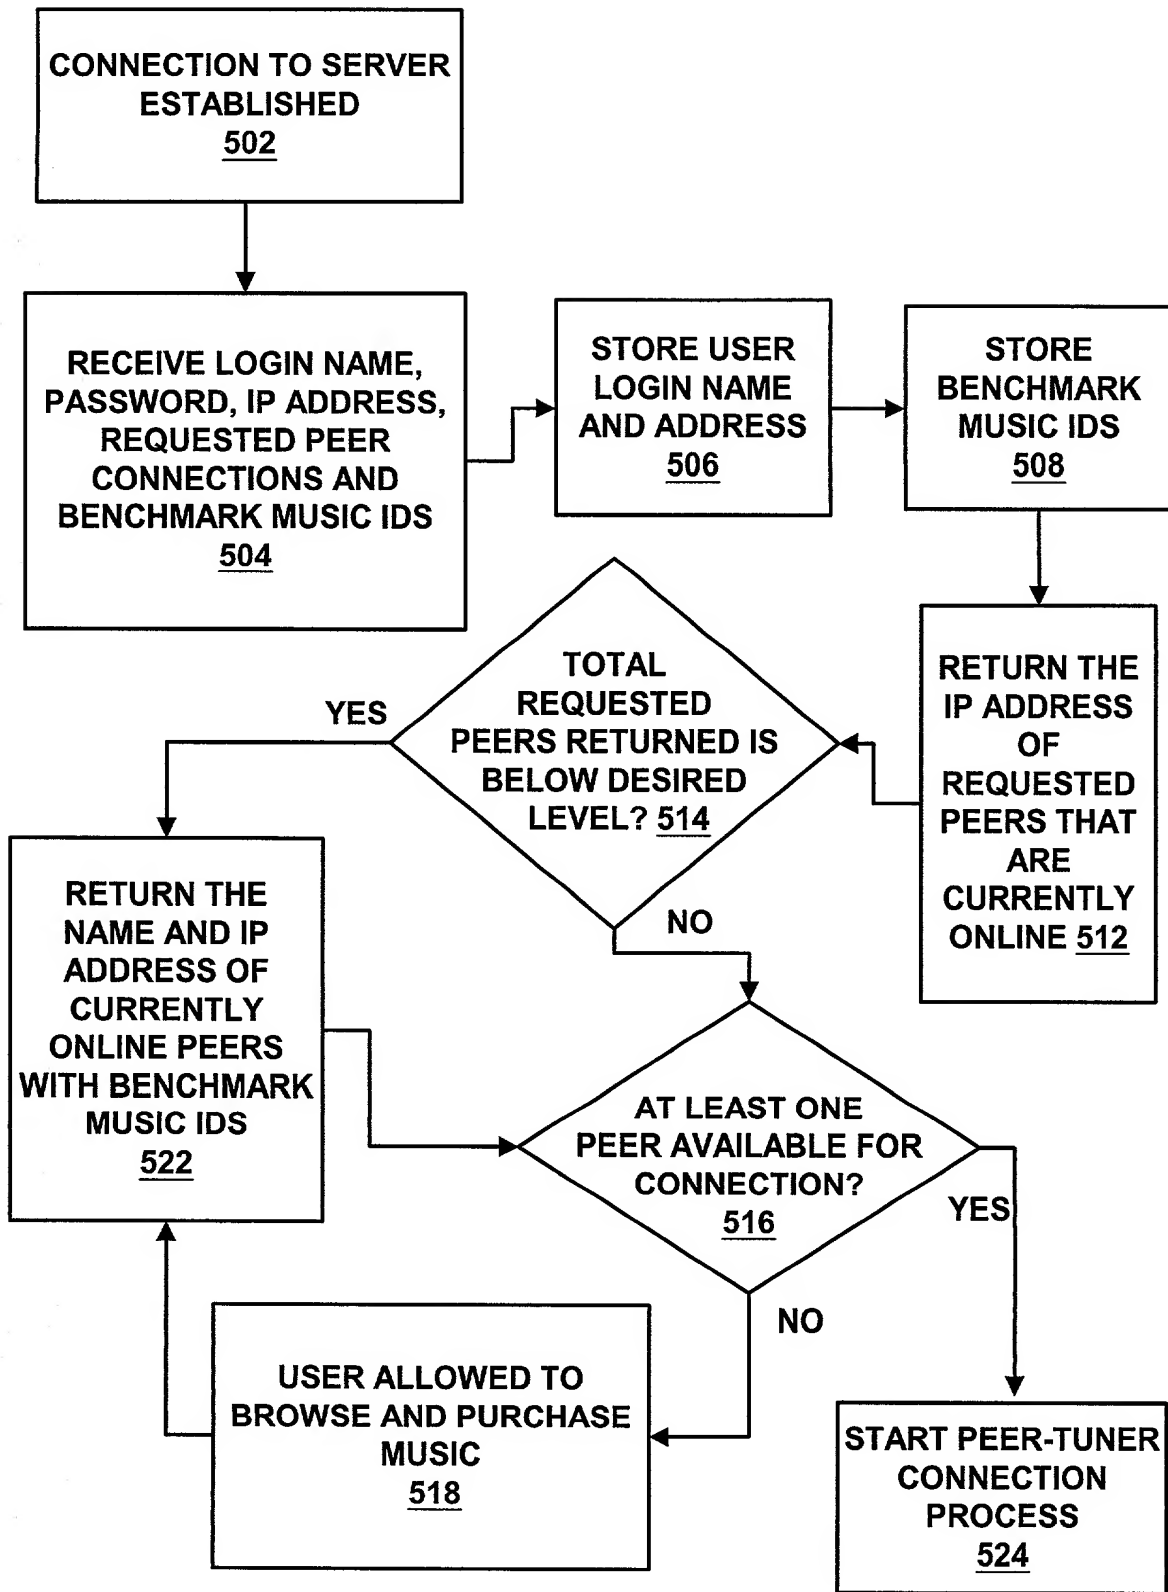 CONNECTION TO SERVER
ESTABLISHED
502
RECEIVE LOGIN NAME,
PASSWORD, IP ADDRESS,
REQUESTED PEER
CONNECTIONS AND
BENCHMARK MUSIC IDS
504
STORE USER
LOGIN NAME
AND ADDRESS
506
STORE
BENCHMARK
MUSIC IDS
508
RETURN THE
IP ADDRESS
OF
REQUESTED
PEERS THAT
ARE
CURRENTLY
ONLINE 512
TOTAL
REQUESTED
PEERS RETURNED IS
BELOW DESIRED
LEVEL? 514
YES
NO
RETURN THE
NAME AND IP
ADDRESS OF
CURRENTLY
ONLINE PEERS
WITH BENCHMARK
MUSIC IDS
522
AT LEAST ONE
PEER AVAILABLE FOR
CONNECTION?
516
YES
NO
USER ALLOWED TO
BROWSE AND PURCHASE
MUSIC
518
START PEER-TUNER
CONNECTION
PROCESS
524